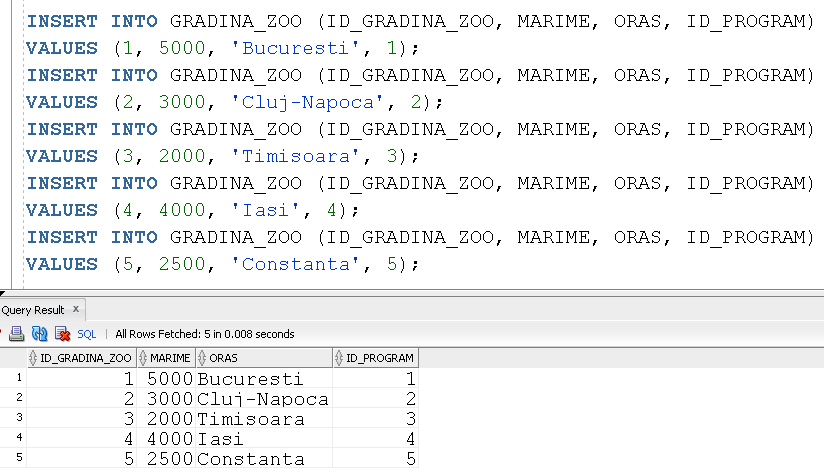 INSERT INTO GRADINA_ZOO (ID_GRADINA_ZOO, MARIME, ORAS, ID_PROGRAM)
VALUES (1, 5000, 'Bucuresti', 1);
INSERT INTO GRADINA_ZOO (ID_GRADINA_ZOO, MARIME, ORAS, ID_PROGRAM)
VALUES (2, 3000, 'Cluj-Napoca', 2);
INSERT INTO GRADINA_ZOO (ID_GRADINA_ZOO, MARIME, ORAS, ID_PROGRAM)
VALUES (3, 2000, 'Timisoara', 3);
INSERT INTO GRADINA_ZOO (ID_GRADINA_ZOO, MARIME, ORAS, ID_PROGRAM)
VALUES (4, 4000, 'Iasi', 4);
INSERT INTO GRADINA_ZOO (ID_GRADINA_ZOO, MARIME, ORAS, ID_PROGRAM)
VALUES (5, 2500, 'Constanta', 5);
Query Result x
SQL | All Rows Fetched: 5 in 0.008 seconds
ID_GRADINA_ZOO MARIME ORAS ID_PROGRAM
1 1 5000 Bucuresti 1
2 2 3000 Cluj-Napoca 2
3 3 2000 Timisoara 3
4 4 4000 Iasi 4
5 5 2500 Constanta 5